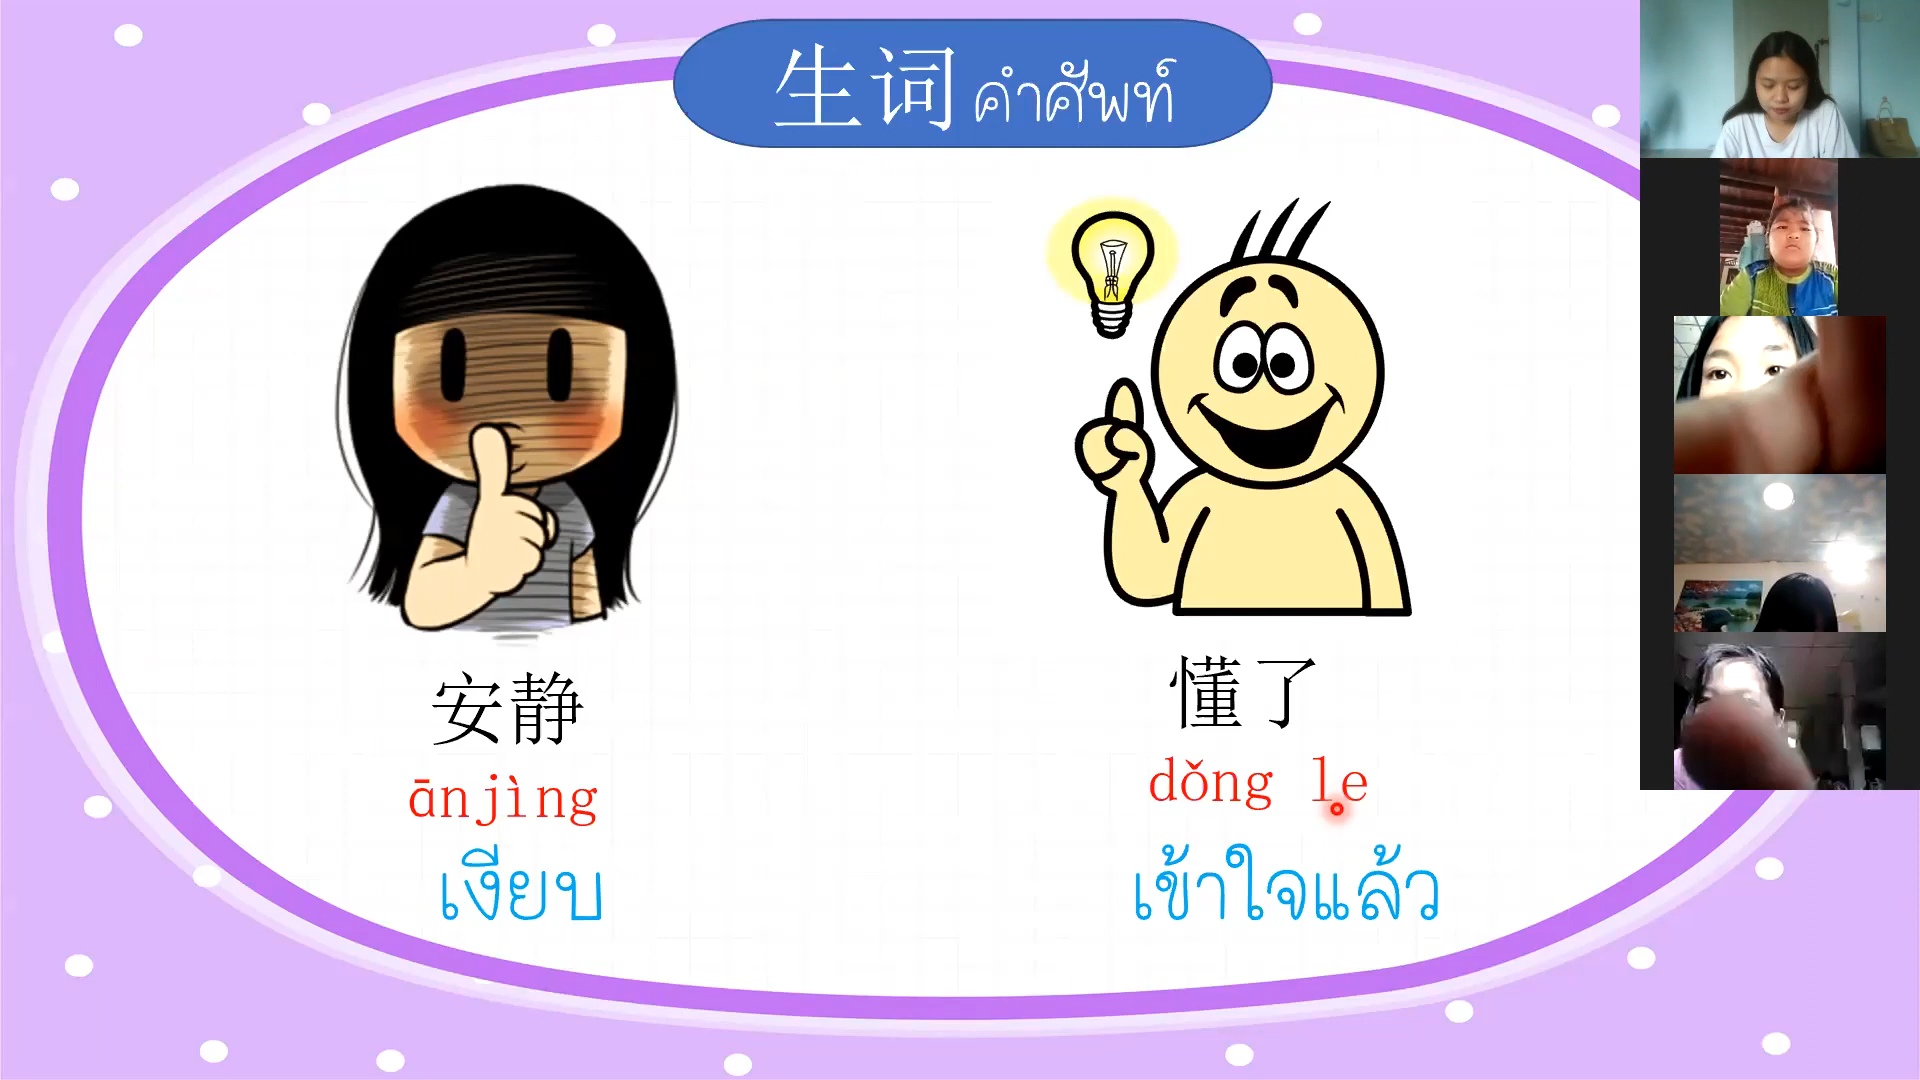 生词 คำศัพท์
安静
ānjìng
เงียบ
懂了
dǒng le
เข้าใจแล้ว